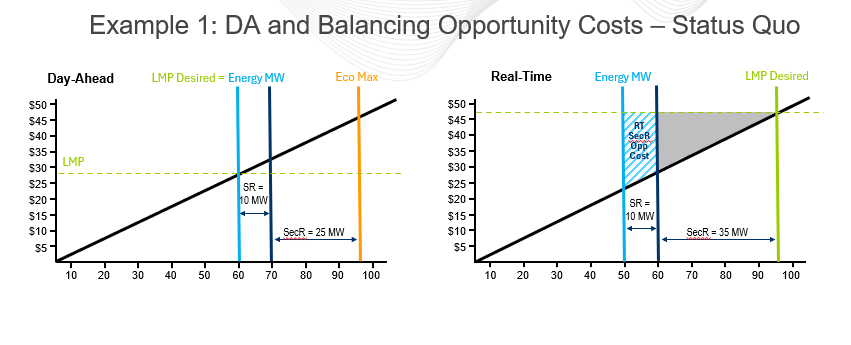 Example 1: DA and Balancing Opportunity Costs – Status Quo
Day-Ahead
LMP Desired = Energy MW
Eco Max
$50
$45
$40
$35
$30
$25
$20
$15
$10
$5
LMP
SR =
10 MW
SecR = 25 MW
10 20 30 40 50 60 70 80 90 100
Real-Time
Energy MW
LMP Desired
$50
$45
$40
$35
$30
$25
$20
$15
$10
$5
RT
SecR
Opp
Cost
SR =
10 MW
SecR = 35 MW
10 20 30 40 50 60 70 80 90 100